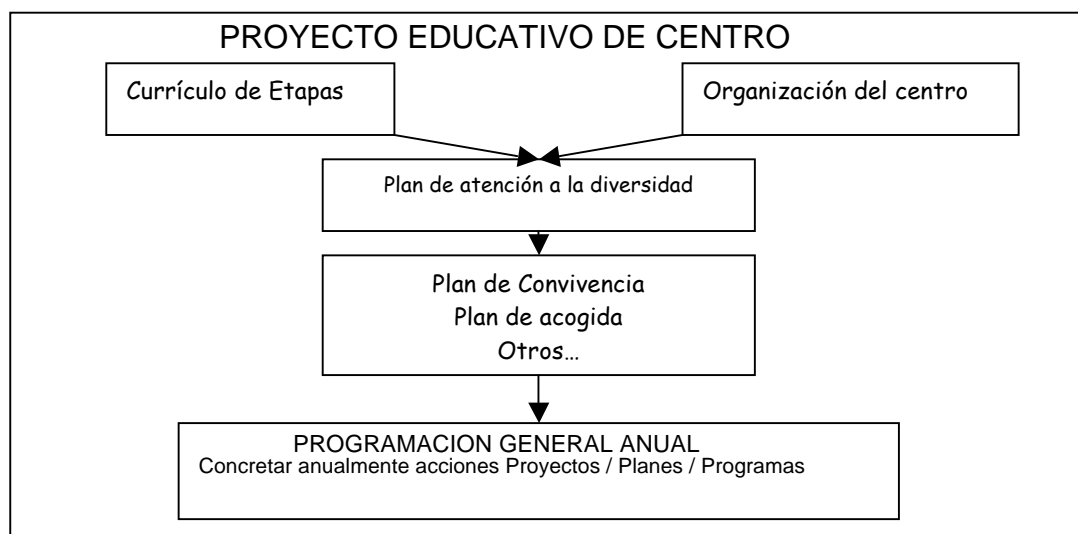 PROYECTO EDUCATIVO DE CENTRO
Currículo de Etapas
Organización del centro
Plan de atención a la diversidad
Plan de Convivencia
Plan de acogida
Otros…
PROGRAMACION GENERAL ANUAL
Concretar anualmente acciones Proyectos / Planes / Programas